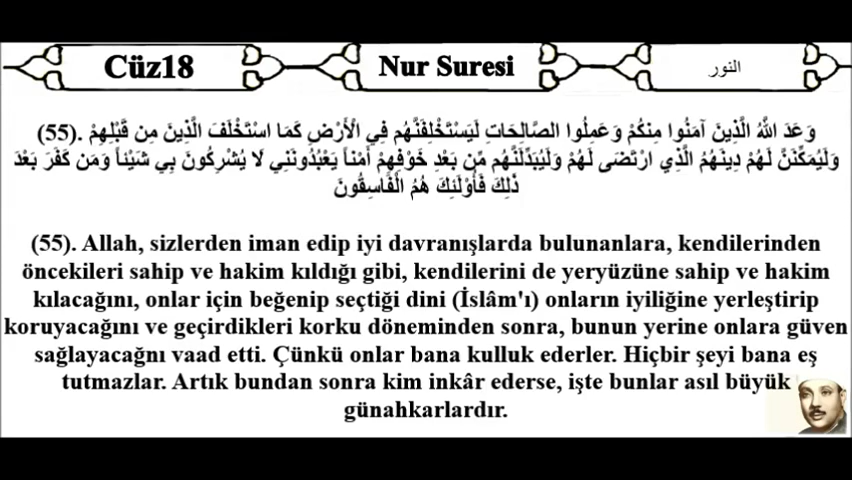 Cüz18
Nur Suresi
النور
(55). وَعَدَ اللَّهُ الَّذِينَ آمَنُوا مِنكُمْ وَعَمِلُوا الصَّالِحَاتِ لَيَسْتَخْلِفَنَّهُم فِي الْأَرْضِ كَمَا اسْتَخْلَفَ الَّذِينَ مِن قَبْلِهِمْ
وَلَيُمَكِّنَنَّ لَهُمْ دِينَهُمُ الَّذِي ارْتَضَى لَهُمْ وَلَيُبَدِّلَنَّهُم مِّن بَعْدِ خَوْفِهِمْ أَمْناً يَعْبُدُونَنِي لَا يُشْرِكُونَ بِي شَيْئاً وَمَن كَفَرَ بَعْدَ
ذَلِكَ فَأُوْلَئِكَ هُمُ الْفَاسِقُونَ
(55). Allah, sizlerden iman edip iyi davranışlarda bulunanlara, kendilerinden
öncekileri sahip ve hakim kıldığı gibi, kendilerini de yeryüzüne sahip ve hakim
kılacağını, onlar için beğenip seçtiği dini (İslâm'ı) onların iyiliğine yerleştirip
koruyacağını ve geçirdikleri korku döneminden sonra, bunun yerine onlara güven
sağlayacağnı vaad etti. Çünkü onlar bana kulluk ederler. Hiçbir şeyi bana eş
tutmazlar. Artık bundan sonra kim inkâr ederse, işte bunlar asıl büyük
günahkarlardır.